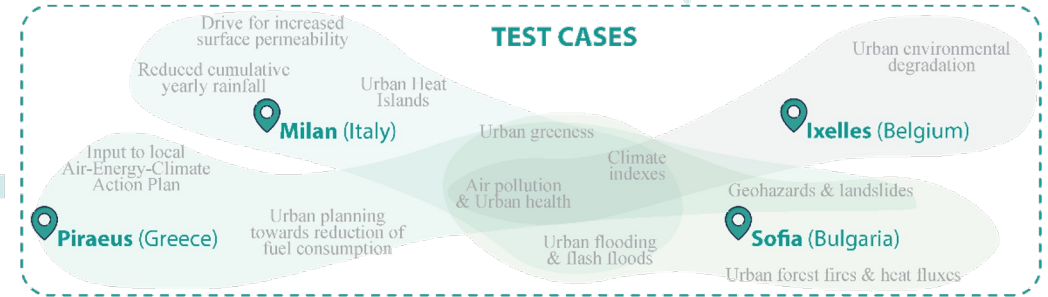 TEST CASES
Drive for increased
surface permeability
Reduced cumulative
yearly rainfall
Urban Heat
Islands
Milan (Italy)
Urban environmental
degradation
Ixelles (Belgium)
Input to local
Air-Energy-Climate
Action Plan
Piraeus (Greece)
Urban planning
towards reduction of
fuel consumption
Urban greeness
Climate
indexes
Air pollution
& Urban health
Urban flooding
& flash floods
Geohazards & landslides
Sofia (Bulgaria)
Urban forest fires & heat fluxes